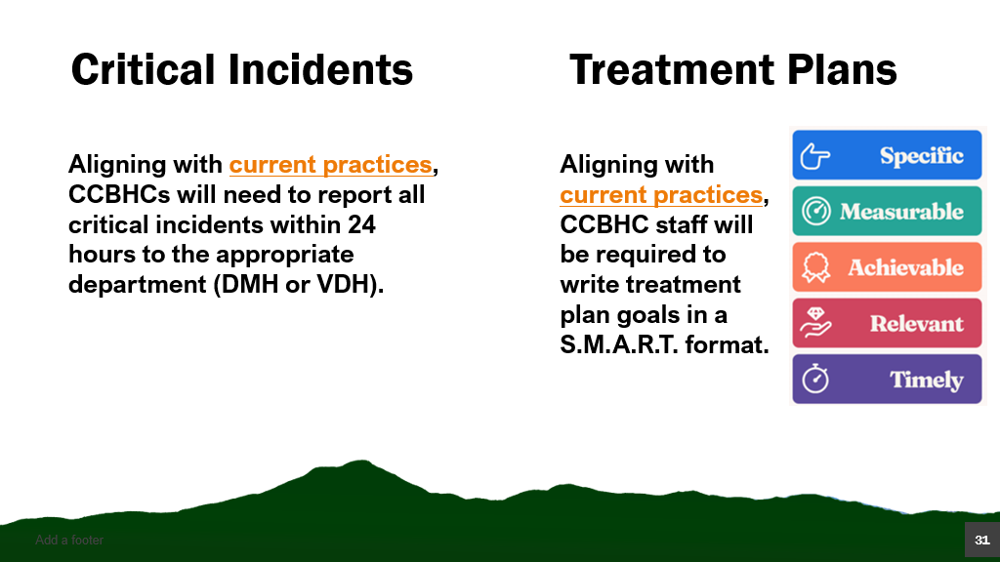 Critical Incidents
Aligning with current practices,
CCBHCs will need to report all
critical incidents within 24
hours to the appropriate
department (DMH or VDH).
Treatment Plans
Aligning with
current practices,
CCBHC staff will
be required to
write treatment
plan goals in a
S.M.A.R.T. format.
Specific
Measurable
Achievable
Relevant
Timely
Add a footer
31